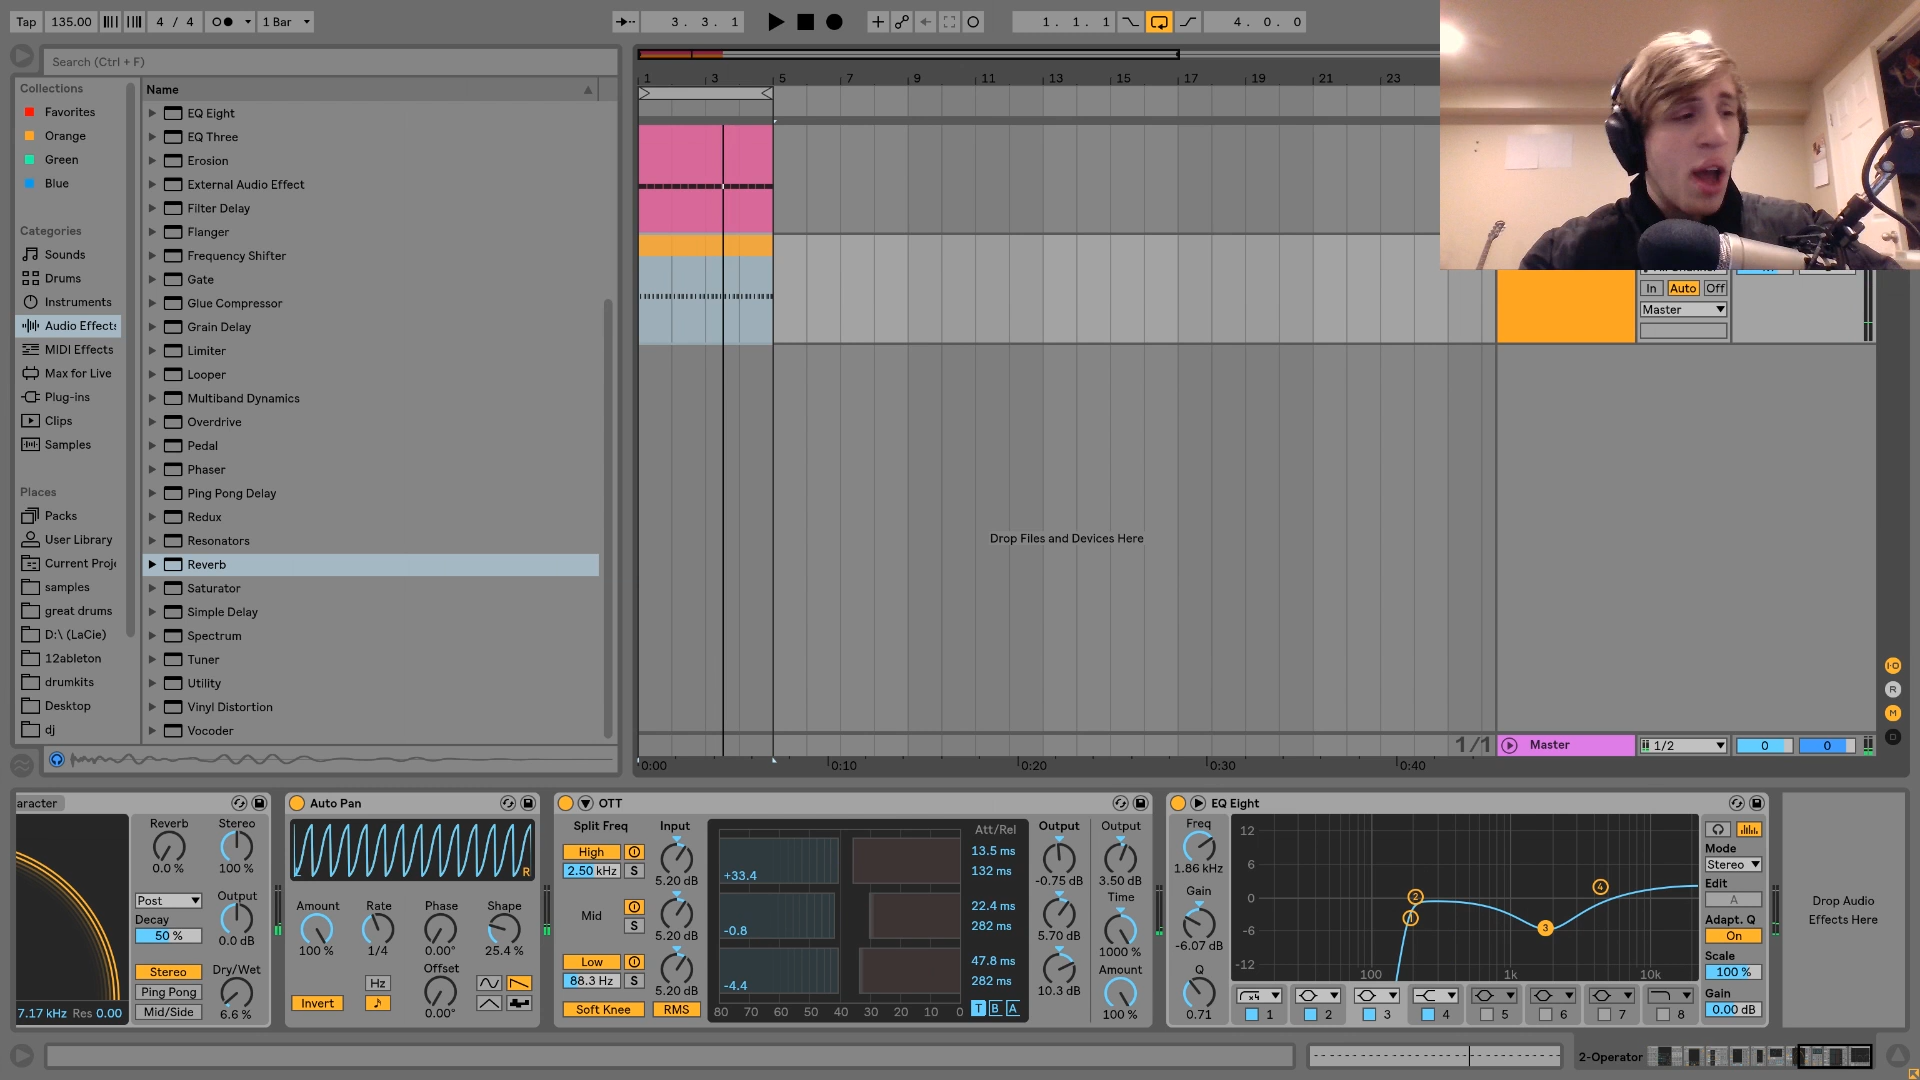 Tap 135.00 4 / 4 1 Bar 3. 3. 1 1. 1. 1 4. 0. 0
Search (Ctrl + F)
Collections
Favorites
Orange
Green
Blue
Categories
Sounds
Drums
Instruments
Audio Effects
MIDI Effects
Max for Live
Plug-ins
Clips
Samples
Places
Packs
User Library
Current Proje
samples
great drums
D:\ (LaCie)
12ableton
drumkits
Desktop
dj
Name
EQ Eight
EQ Three
Erosion
External Audio Effect
Filter Delay
Flanger
Frequency Shifter
Gate
Glue Compressor
Grain Delay
Limiter
Looper
Multiband Dynamics
Overdrive
Pedal
Phaser
Ping Pong Delay
Redux
Resonators
Reverb
Saturator
Simple Delay
Spectrum
Tuner
Utility
Vinyl Distortion
Vocoder
1 3 5 7 9 11 13 15 17 19 21 23
Drop Files and Devices Here
In Auto Off
Master
1/1
Master 1/2 0 0
0:00 0:10 0:20 0:30 0:40
I·O
R
M
D
aracter
Reverb Stereo
0.0 % 100 %
Post Output
Decay
50 % 0.0 dB
Stereo Dry/Wet
Ping Pong
Mid/Side 6.6 %
7.17 kHz Res 0.00
Auto Pan
R
Amount Rate Phase Shape
100 % 1/4 0.00° 25.4 %
Hz Offset
Invert 0.00°
OTT
Split Freq Input Att/Rel Output Output
High
2.50 kHz S 5.20 dB +33.4 13.5 ms 132 ms -0.75 dB 3.50 dB
Mid S 5.20 dB -0.8 22.4 ms 282 ms 5.70 dB Time 1000 %
Low
88.3 Hz S 5.20 dB -4.4 47.8 ms 282 ms 10.3 dB Amount 100 %
Soft Knee RMS 80 70 60 50 40 30 20 10 0 T B A
EQ Eight
Freq
1.86 kHz
Gain
-6.07 dB
Q
0.71
12
6
0
-6
-12
100 1k 10k
2 3 4
x4
1 2 3 4 5 6 7 8
Mode
Stereo
Edit
A
Adapt. Q
On
Scale
100 %
Gain
0.00 dB
Drop Audio
Effects Here
2-Operator